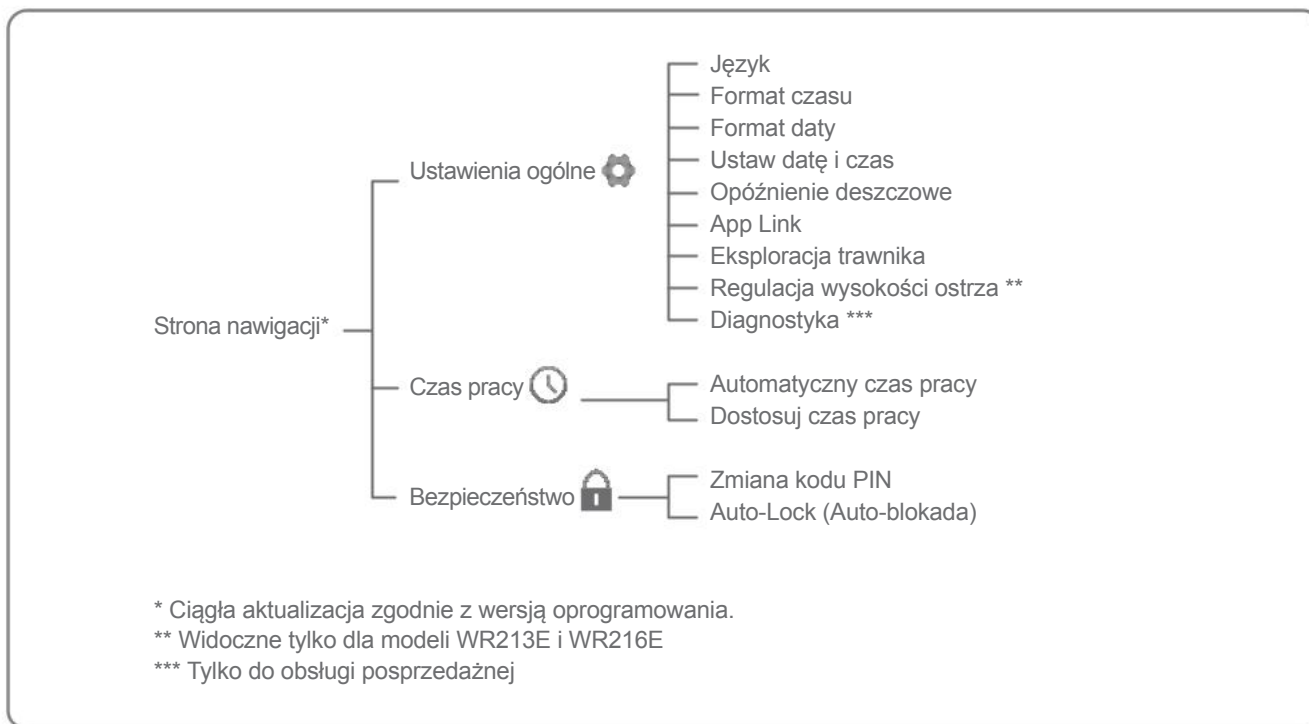 Strona nawigacji*
Ustawienia ogólne
Język
Format czasu
Format daty
Ustaw datę i czas
Opóźnienie deszczowe
App Link
Eksploracja trawnika
Regulacja wysokości ostrza **
Diagnostyka ***
Czas pracy
Automatyczny czas pracy
Dostosuj czas pracy
Bezpieczeństwo
Zmiana kodu PIN
Auto-Lock (Auto-blokada)
* Ciągła aktualizacja zgodnie z wersją oprogramowania.
** Widoczne tylko dla modeli WR213E i WR216E
*** Tylko do obsługi posprzedażnej